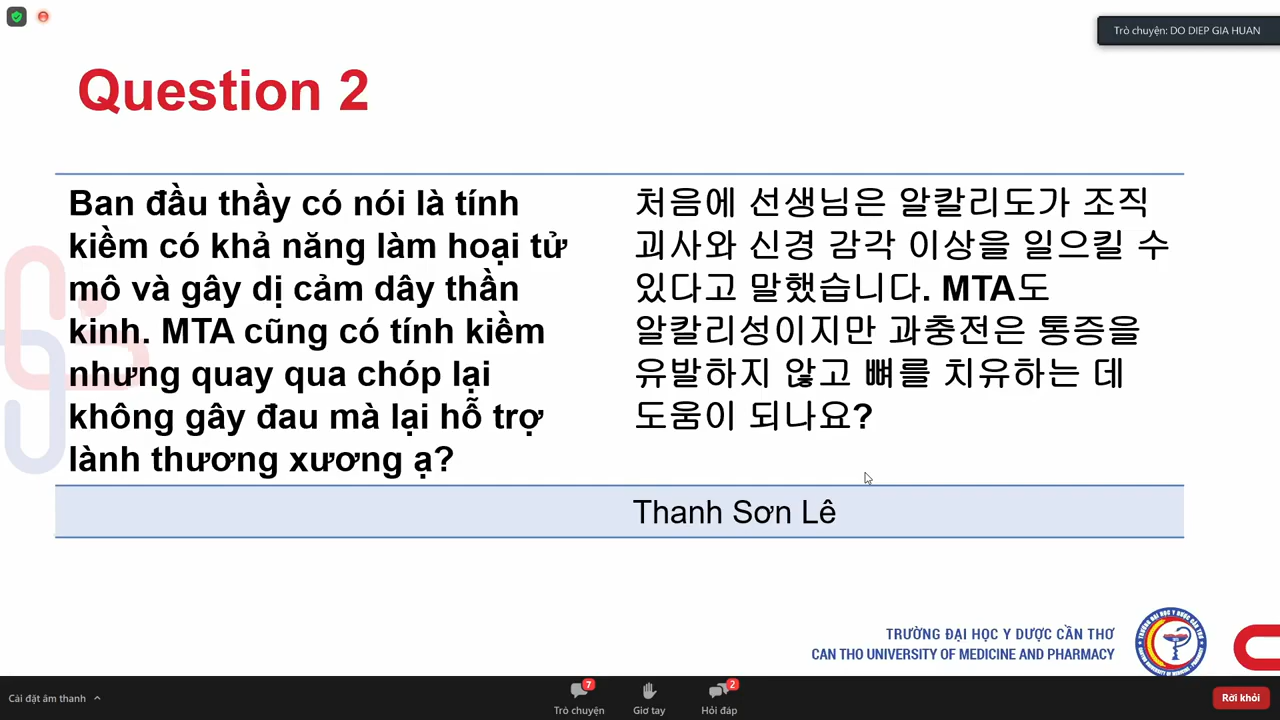 Trò chuyện: DO DIEP GIA HUAN
Question 2
Ban đầu thầy có nói là tính
kiềm có khả năng làm hoại tử
mô và gây dị cảm dây thần
kinh. MTA cũng có tính kiềm
nhưng quay qua chóp lại
không gây đau mà lại hỗ trợ
lành thương xương ạ?
처음에 선생님은 알칼리도가 조직
괴사와 신경 감각 이상을 일으킬 수
있다고 말했습니다. MTA도
알칼리성이지만 과충전은 통증을
유발하지 않고 뼈를 치유하는 데
도움이 되나요?
Thanh Sơn Lê
TRƯỜNG ĐẠI HỌC Y DƯỢC CẦN THƠ
CAN THO UNIVERSITY OF MEDICINE AND PHARMACY
Cài đặt âm thanh
7
Trò chuyện
Giơ tay
2
Hỏi đáp
Rời khỏi